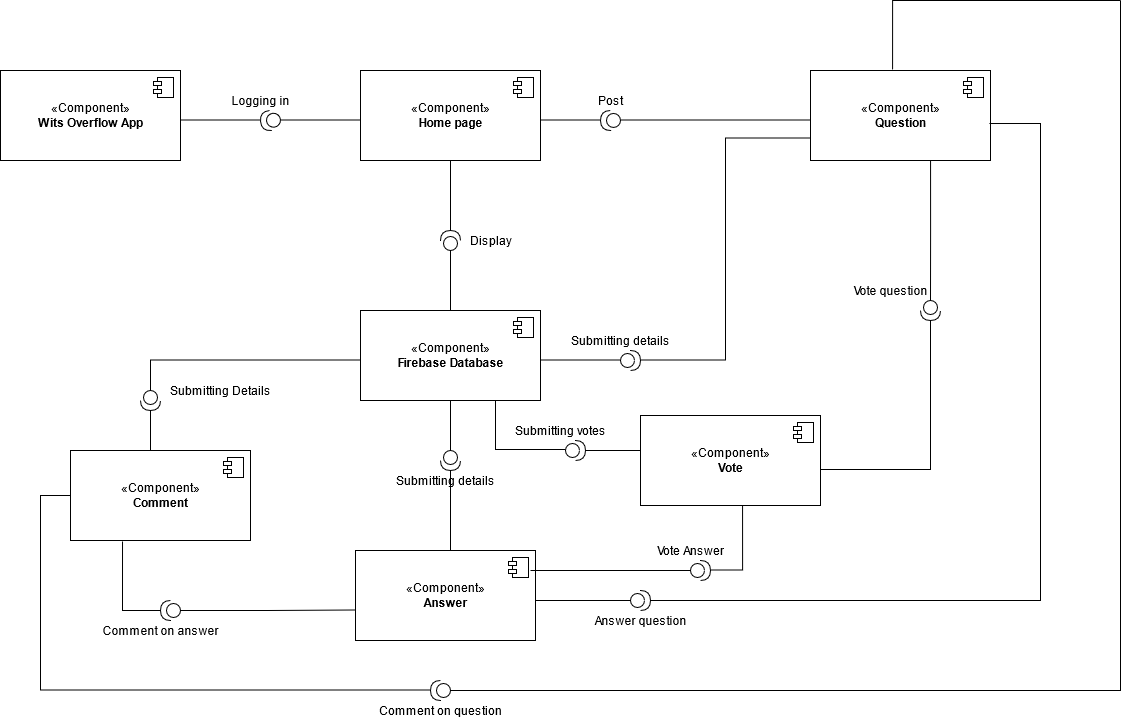 Logging in
Post
«Component»
Wits Overflow App
«Component»
Home page
«Component»
Question
Display
Vote question
Submitting details
«Component»
Firebase Database
Submitting Details
Submitting votes
«Component»
Vote
Submitting details
«Component»
Comment
Vote Answer
«Component»
Answer
Answer question
Comment on answer
Comment on question